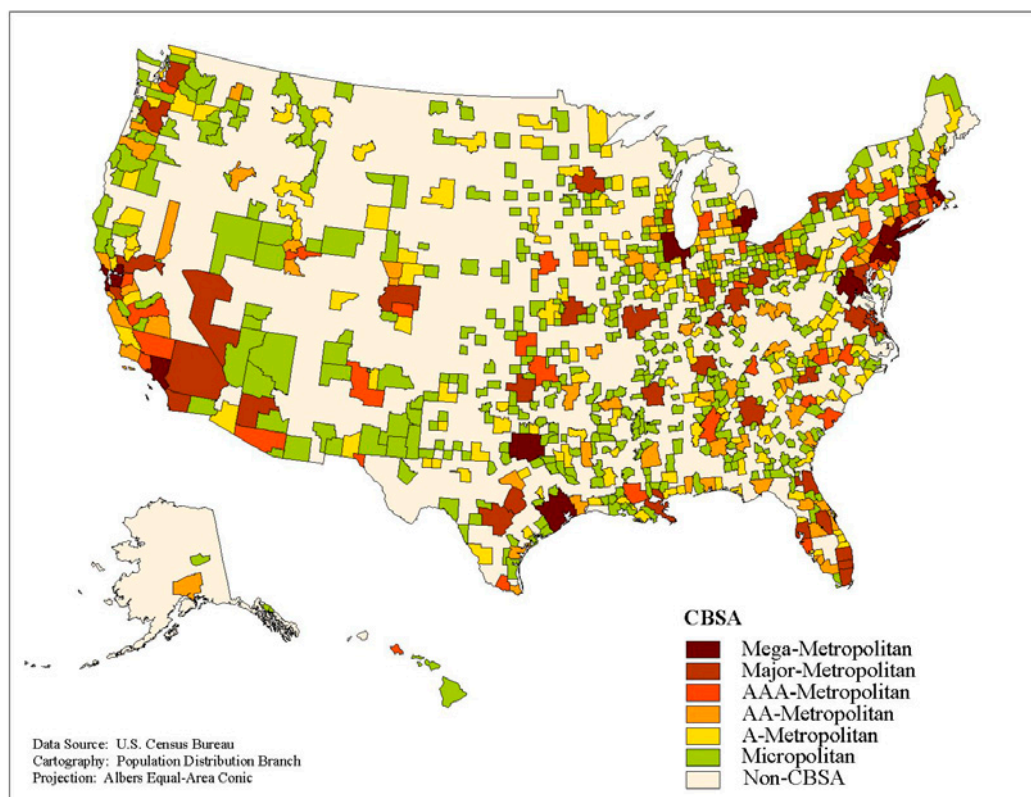 CBSA
Mega-Metropolitan
Major-Metropolitan
AAA-Metropolitan
AA-Metropolitan
A-Metropolitan
Micropolitan
Non-CBSA
Data Source: U.S. Census Bureau
Cartography: Population Distribution Branch
Projection: Albers Equal-Area Conic